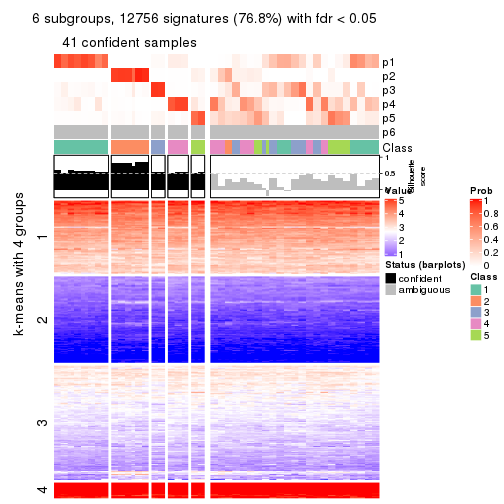 6 subgroups, 12756 signatures (76.8%) with fdr < 0.05
41 confident samples
p1
p2
p3
p4
p5
p6
Class
1
0.5
0
Silhouette
score
k-means with 4 groups
1
2
3
4
Value
5
4
3
2
1
Status (barplots)
confident
ambiguous
Prob
1
0.8
0.6
0.4
0.2
0
Class
1
2
3
4
5